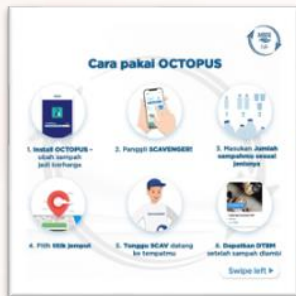 Cara pakai OCTOPUS
1. Install OCTOPUS -
ubah sampah
jadi berharga
2. Panggil SCAVENGER!
3. Masukan Jumlah
sampahmu sesuai
jenisnya
4. Pilih titik jemput
5. Tunggu SCAV datang
ke tempatmu
6. Dapatkan OTBM
setelah sampah diambil
Swipe left